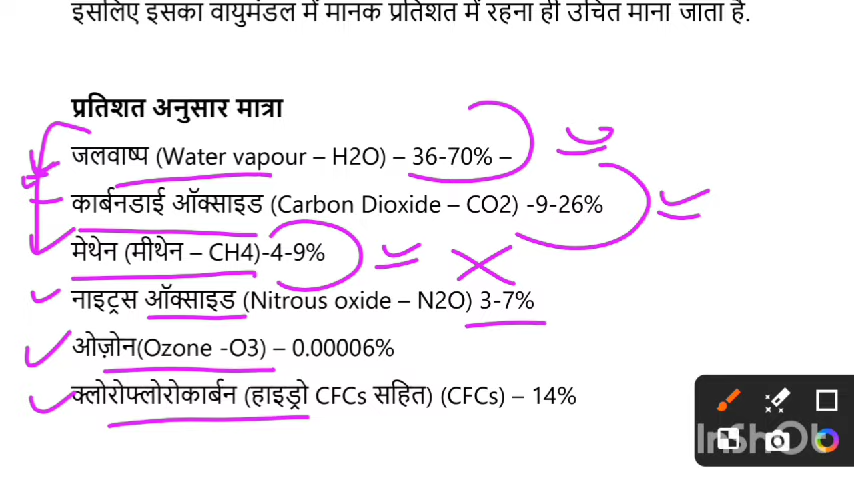 इसलिए इसका वायुमंडल में मानक प्रतिशत में रहना ही उचित माना जाता है.
प्रतिशत अनुसार मात्रा
जलवाष्प (Water vapour – H2O) – 36-70% –
कार्बनडाई ऑक्साइड (Carbon Dioxide – CO2) -9-26%
मेथेन (मीथेन – CH4)-4-9%
नाइट्रस ऑक्साइड (Nitrous oxide – N2O) 3-7%
ओज़ोन(Ozone -O3) – 0.00006%
क्लोरोफ्लोरोकार्बन (हाइड्रो CFCs सहित) (CFCs) – 14%
InShOt